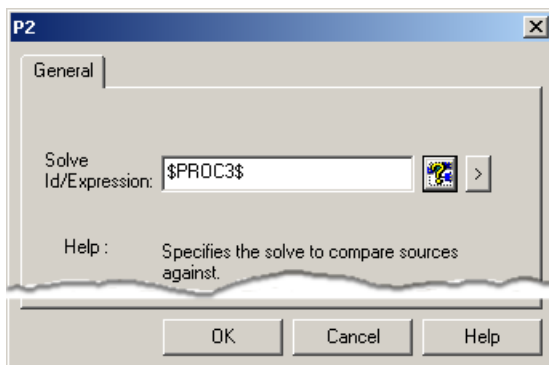 P2
General
Solve
Id/Expression: $PROC3$ >
Help : Specifies the solve to compare sources
against.
OK Cancel Help